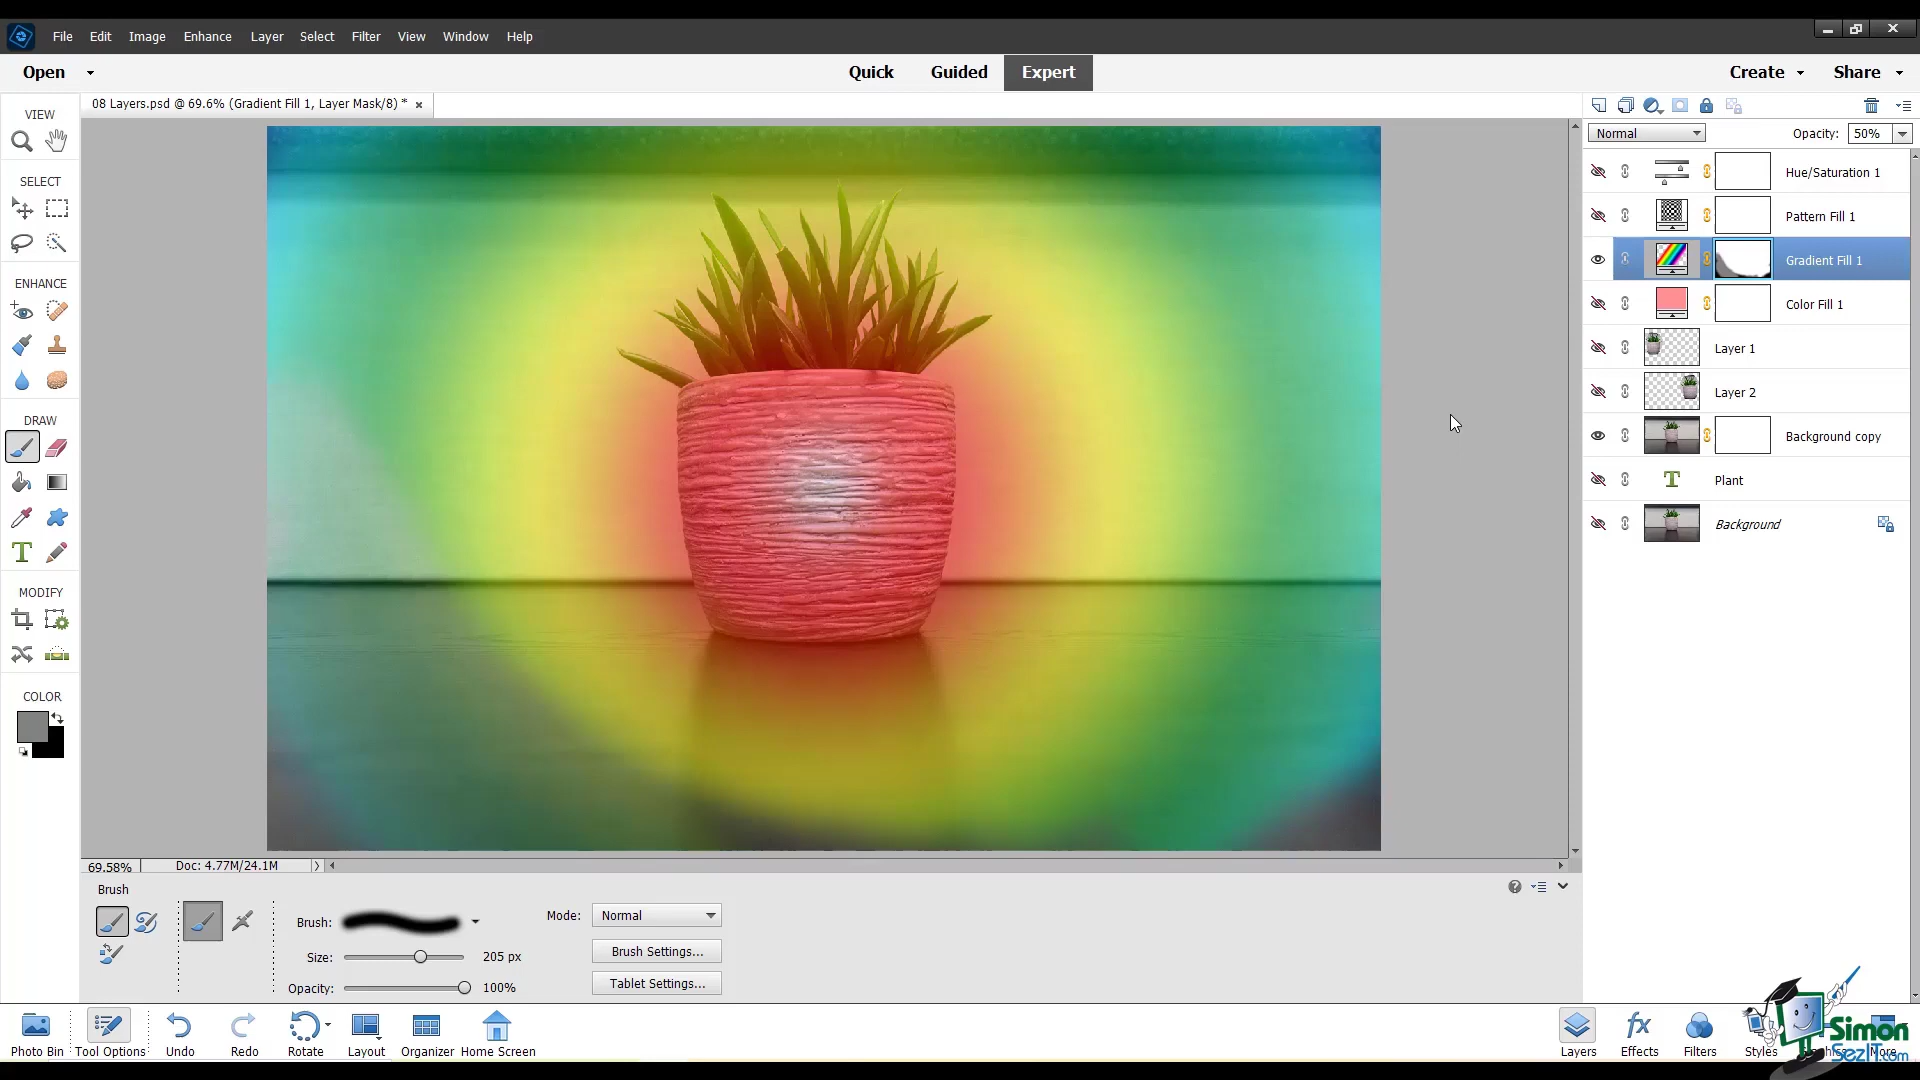 File Edit Image Enhance Layer Select Filter View Window Help
Open Quick Guided Expert Create Share
VIEW
08 Layers.psd @ 69.6% (Gradient Fill 1, Layer Mask/8) *
Normal Opacity: 50%
Hue/Saturation 1
SELECT
Pattern Fill 1
Gradient Fill 1
ENHANCE
Color Fill 1
Layer 1
Layer 2
DRAW
Background copy
Plant
Background
MODIFY
COLOR
69.58% Doc: 4.77M/24.1M
Brush
Brush: Mode: Normal
Size: 205 px Brush Settings...
Opacity: 100% Tablet Settings...
Photo Bin Tool Options Undo Redo Rotate Layout Organizer Home Screen
Layers Effects Filters Styles More
Simon
SezIT.com